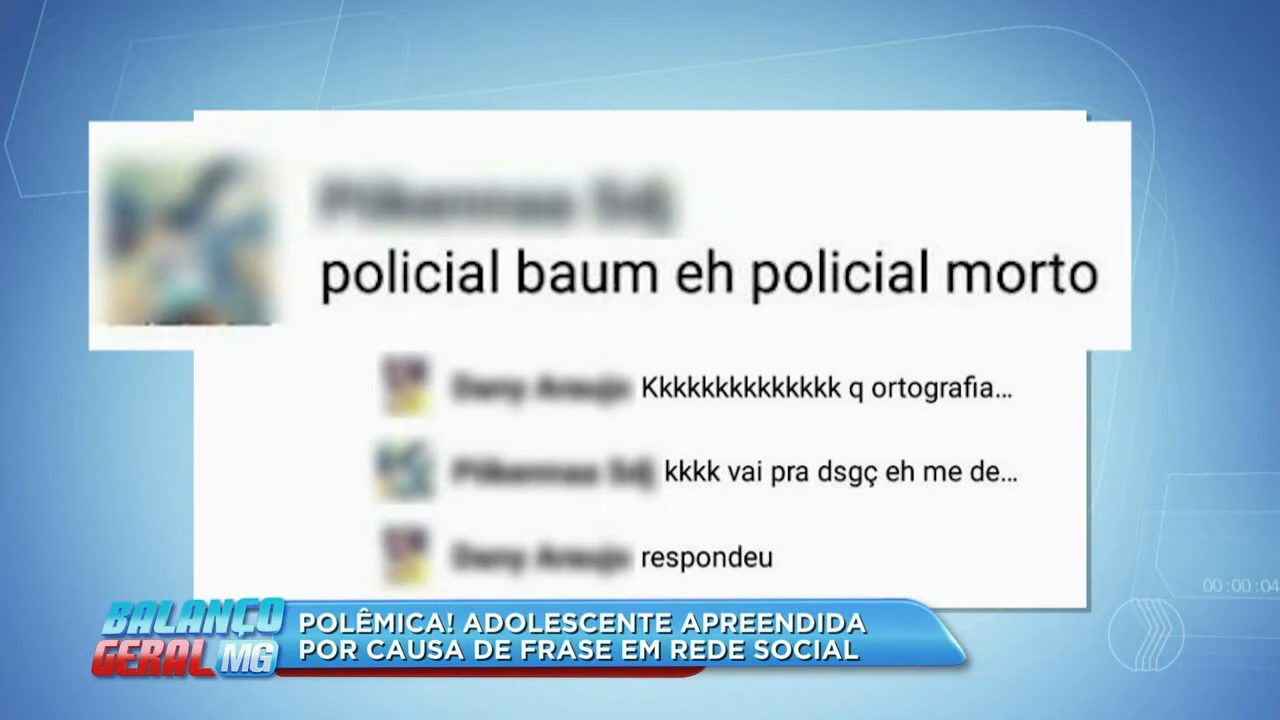 policial baum eh policial morto
Kkkkkkkkkkkkkk q ortografia...
kkkk vai pra dsgç eh me de...
respondeu
00:00:04
BALANÇO
GERAL MG
POLÊMICA! ADOLESCENTE APREENDIDA
POR CAUSA DE FRASE EM REDE SOCIAL